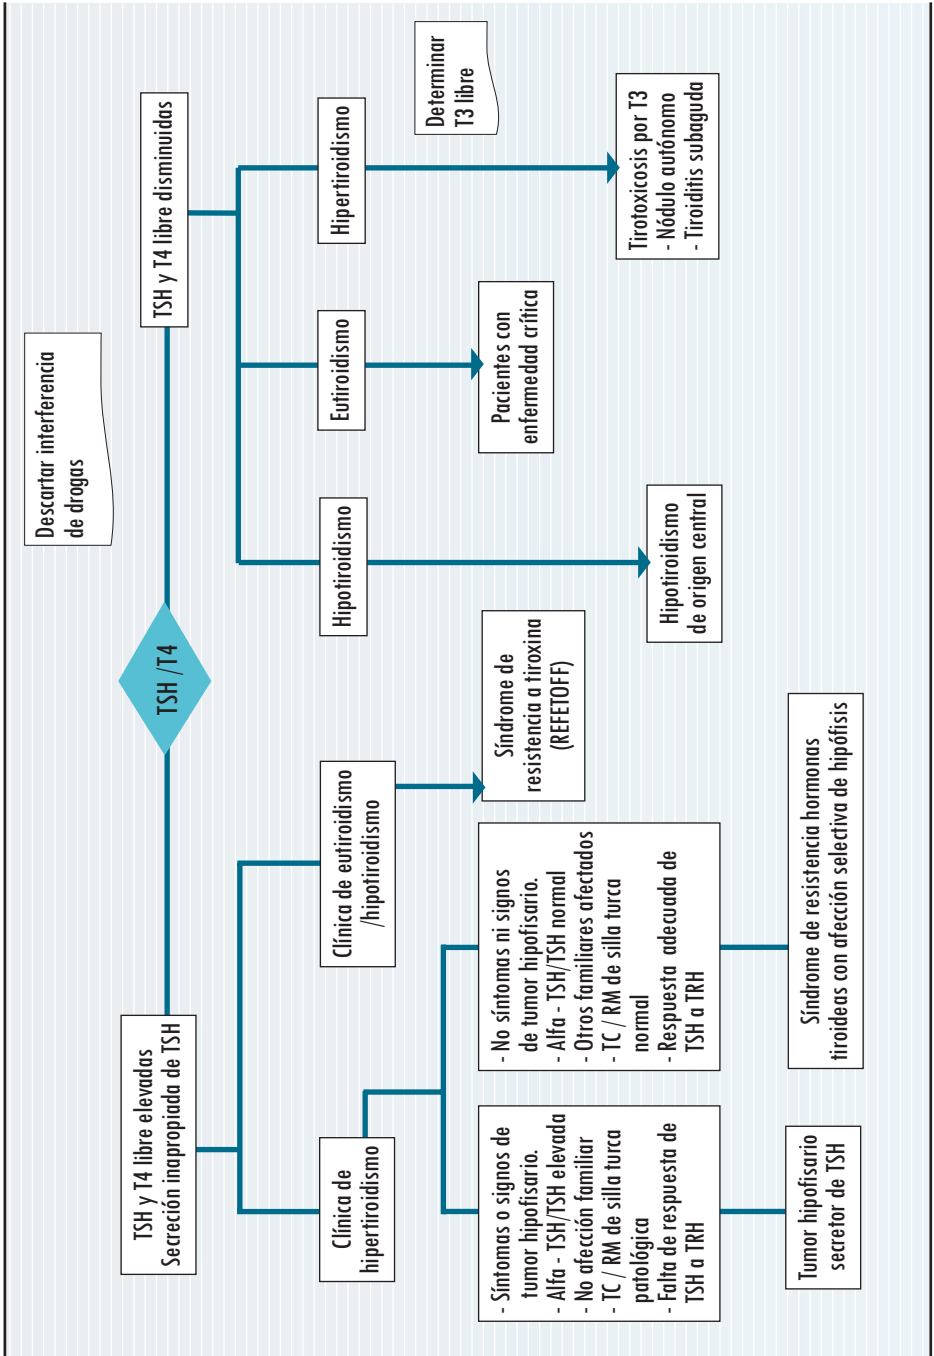 Descartar interferencia
de drogas
TSH /T4
TSH y T4 libre elevadas
Secreción inapropiada de TSH
TSH y T4 libre disminuidas
Clínica de
hipertiroidismo
Clínica de eutiroidismo
/hipotiroidismo
Hipotiroidismo
Eutiroidismo
Hipertiroidismo
Determinar
T3 libre
- Síntomas o signos de
tumor hipofisario.
- Alfa - TSH/TSH elevada
- No afección familiar
- TC / RM de silla turca
patológica
- Falta de respuesta de
TSH a TRH
- No síntomas ni signos
de tumor hipofisario.
- Alfa - TSH/TSH normal
- Otros familiares afectados
- TC / RM de silla turca
normal
- Respuesta adecuada de
TSH a TRH
Síndrome de
resistencia a tiroxina
(REFETOFF)
Pacientes con
enfermedad crítica
Tirotoxicosis por T3
- Nódulo autónomo
- Tiroiditis subaguda
Hipotiroidismo
de origen central
Tumor hipofisario
secretor de TSH
Síndrome de resistencia hormonas
tiroideas con afección selectiva de hipófisis